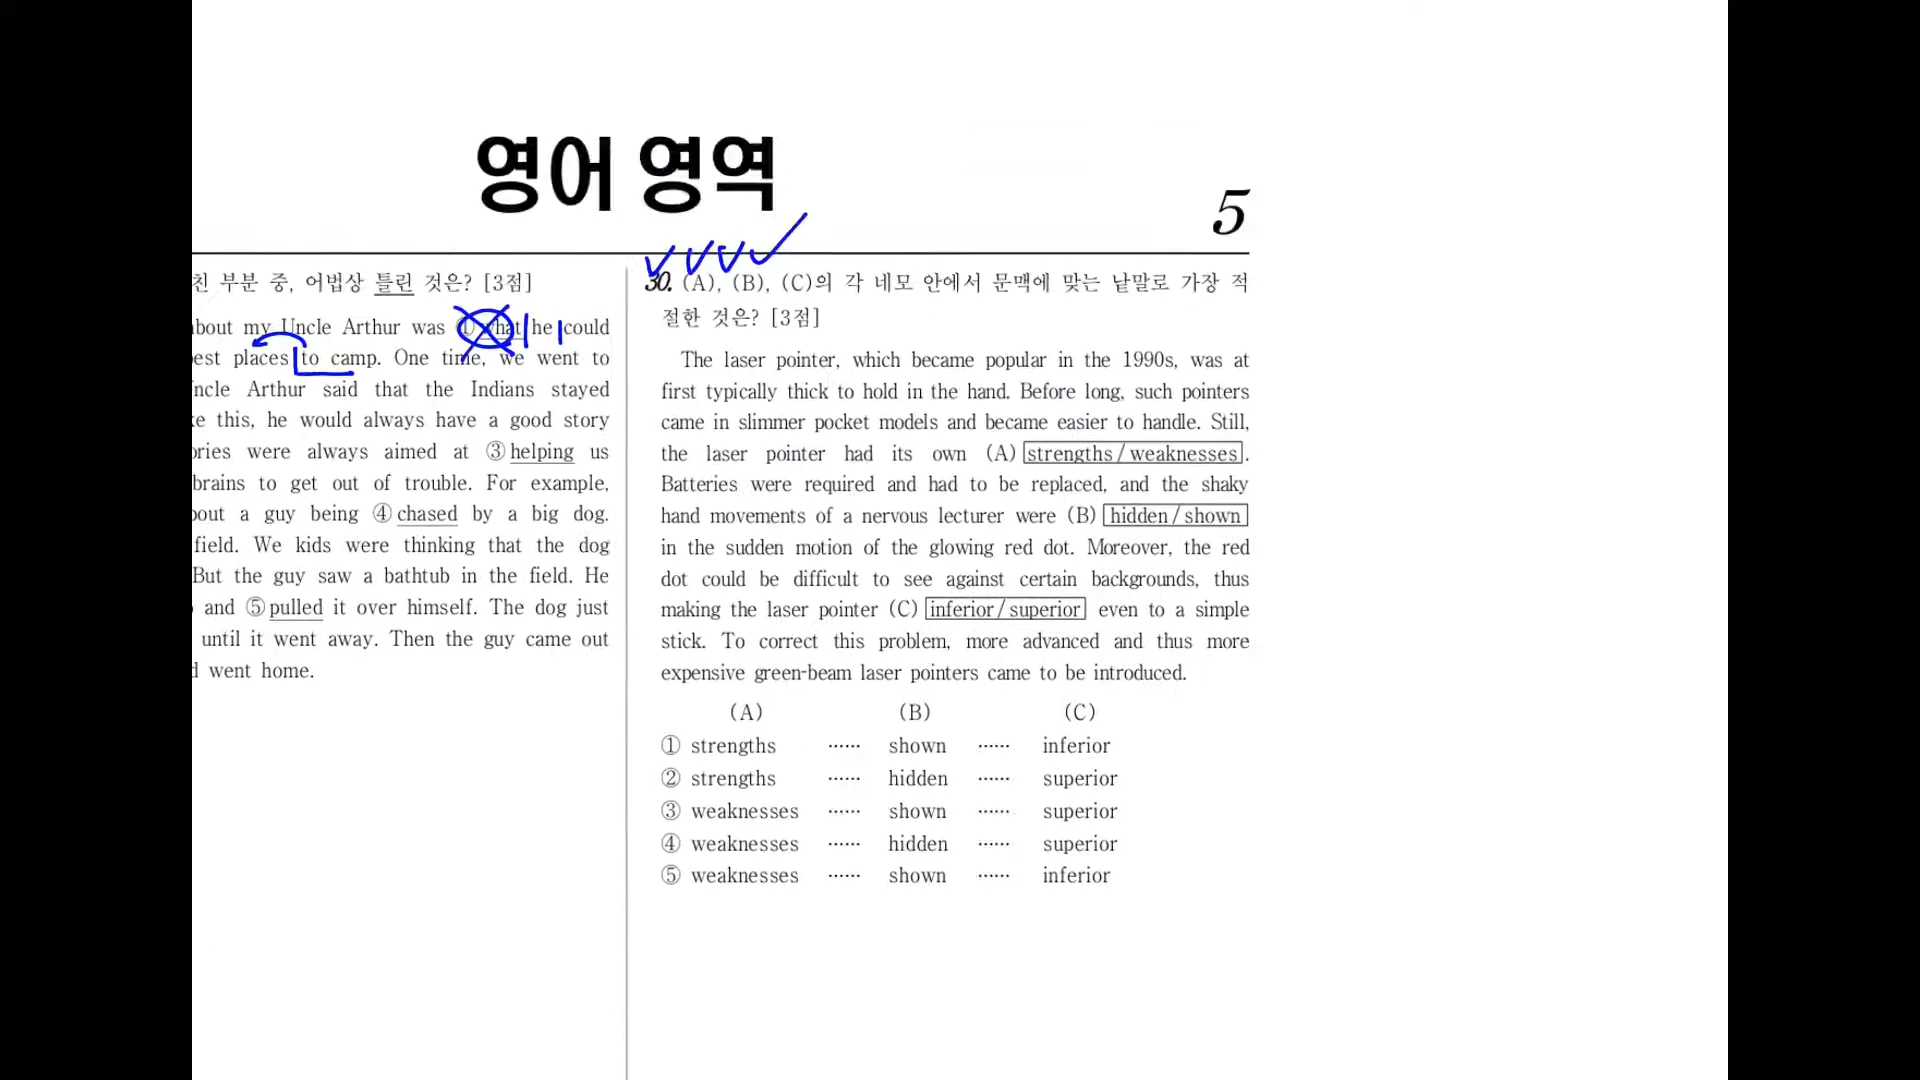 영어 영역
5
친 부분 중, 어법상 틀린 것은? [3점]
about my Uncle Arthur was ① what he could
est places to camp. One time, we went to
ncle Arthur said that the Indians stayed
e this, he would always have a good story
ories were always aimed at ③ helping us
brains to get out of trouble. For example,
out a guy being ④ chased by a big dog.
field. We kids were thinking that the dog
But the guy saw a bathtub in the field. He
and ⑤ pulled it over himself. The dog just
until it went away. Then the guy came out
d went home.
30. (A), (B), (C)의 각 네모 안에서 문맥에 맞는 낱말로 가장 적
절한 것은? [3점]
The laser pointer, which became popular in the 1990s, was at
first typically thick to hold in the hand. Before long, such pointers
came in slimmer pocket models and became easier to handle. Still,
the laser pointer had its own (A) strengths / weaknesses.
Batteries were required and had to be replaced, and the shaky
hand movements of a nervous lecturer were (B) hidden / shown
in the sudden motion of the glowing red dot. Moreover, the red
dot could be difficult to see against certain backgrounds, thus
making the laser pointer (C) inferior / superior even to a simple
stick. To correct this problem, more advanced and thus more
expensive green-beam laser pointers came to be introduced.
(A) (B) (C)
① strengths ...... shown ...... inferior
② strengths ...... hidden ...... superior
③ weaknesses ...... shown ...... superior
④ weaknesses ...... hidden ...... superior
⑤ weaknesses ...... shown ...... inferior